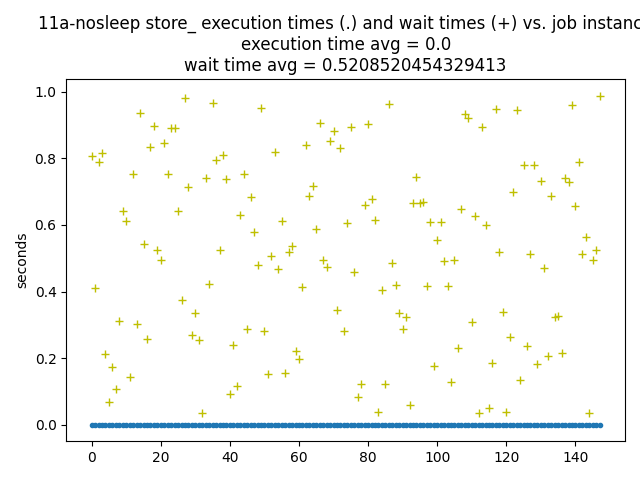 11a-nosleep store_ execution times (.) and wait times (+) vs. job instanc
execution time avg = 0.0
wait time avg = 0.5208520454329413
1.0
0.8
0.6
0.4
0.2
0.0
seconds
0 20 40 60 80 100 120 140